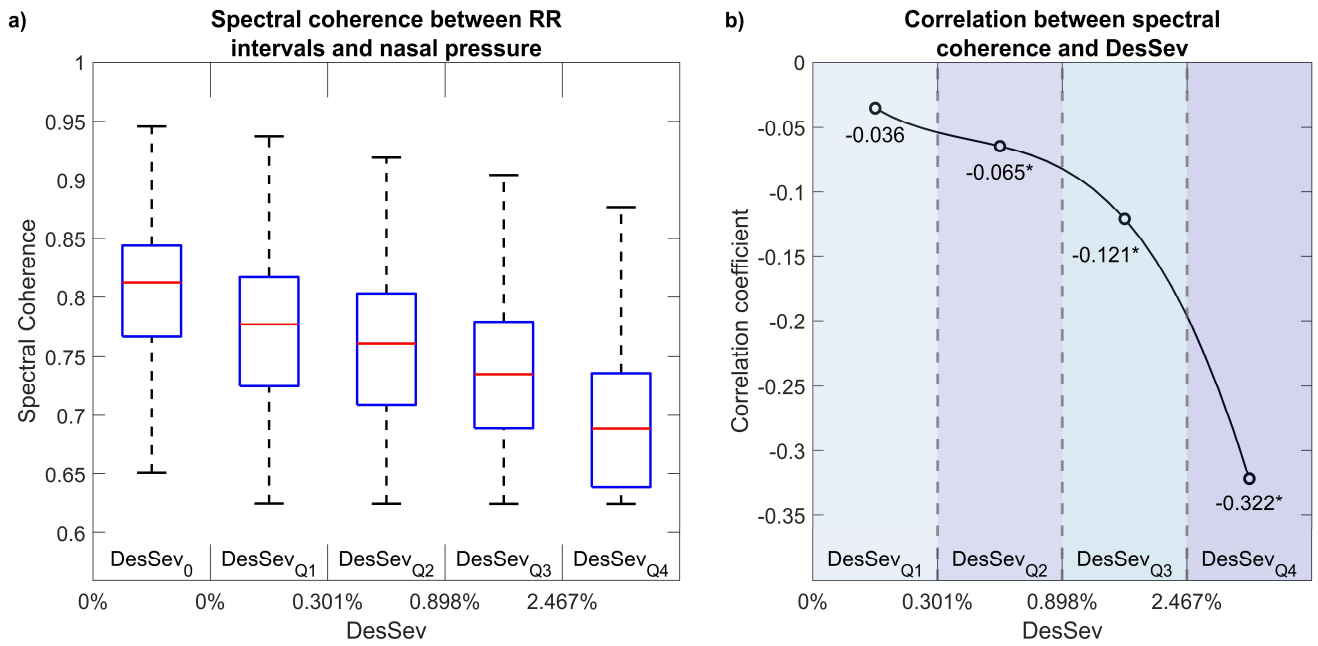 a)
Spectral coherence between RR
intervals and nasal pressure
1
0.95
0.9
0.85
0.8
0.75
0.7
0.65
0.6
Spectral Coherence
DesSev0
DesSevQ1
DesSevQ2
DesSevQ3
DesSevQ4
0%
0%
0.301%
0.898%
2.467%
DesSev
b)
Correlation between spectral
coherence and DesSev
0
-0.05
-0.1
-0.15
-0.2
-0.25
-0.3
-0.35
Correlation coefficient
-0.036
-0.065*
-0.121*
-0.322*
DesSevQ1
DesSevQ2
DesSevQ3
DesSevQ4
0%
0.301%
0.898%
2.467%
DesSev